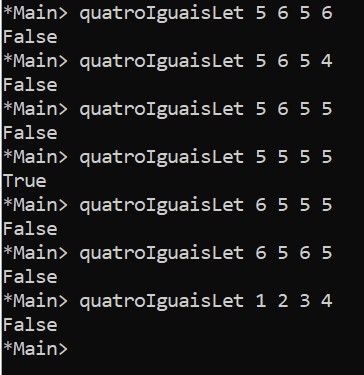 *Main> quatroIguaisLet 5 6 5 6
False
*Main> quatroIguaisLet 5 6 5 4
False
*Main> quatroIguaisLet 5 6 5 5
False
*Main> quatroIguaisLet 5 5 5 5
True
*Main> quatroIguaisLet 6 5 5 5
False
*Main> quatroIguaisLet 6 5 6 5
False
*Main> quatroIguaisLet 1 2 3 4
False
*Main>